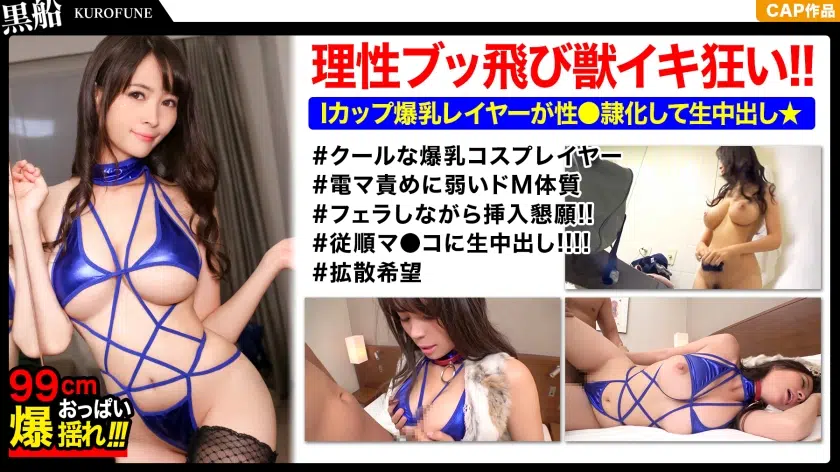 黒船 KUROFUNE
CAP作品
理性ブッ飛び獣イキ狂い!!
Iカップ爆乳レイヤーが性●隷化して生中出し★
#クールな爆乳コスプレイヤー
#電マ責めに弱いドM体質
#フェラしながら挿入懇願!!
#従順マ●コに生中出し!!!!
#拡散希望
99cm
爆おっぱい揺れ!!!